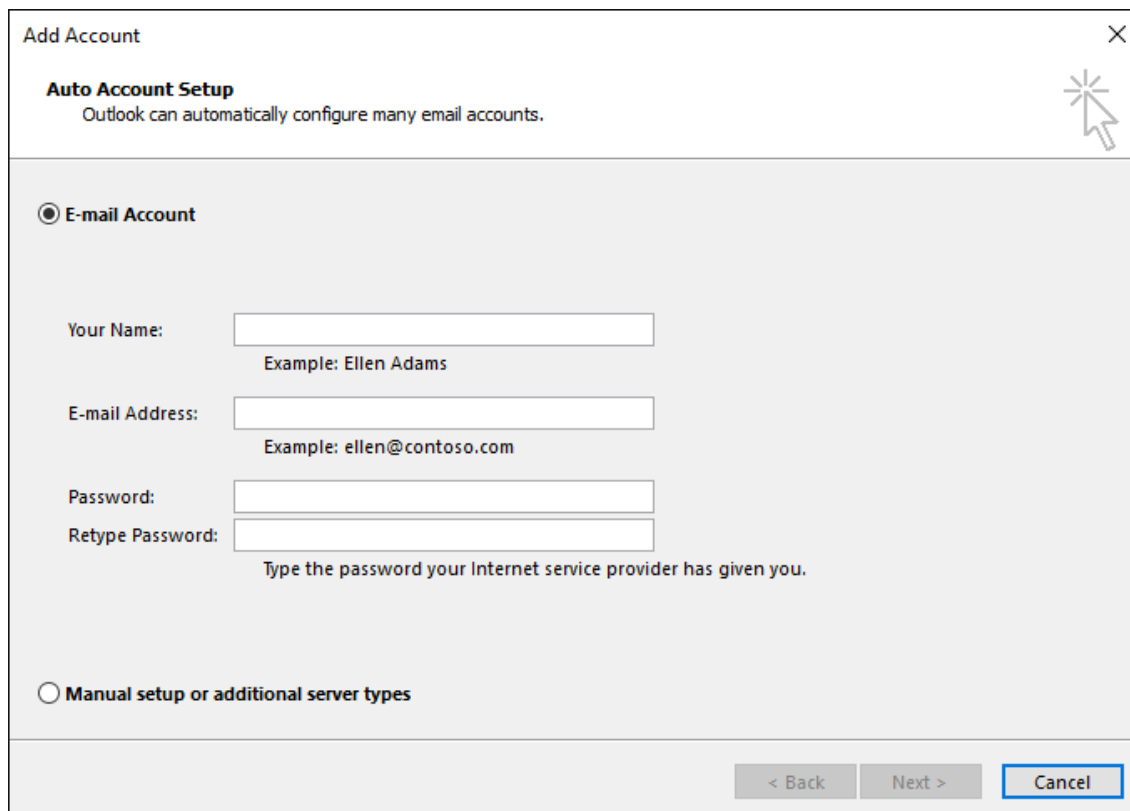 Add Account
Auto Account Setup
Outlook can automatically configure many email accounts.
E-mail Account
Your Name:
Example: Ellen Adams
E-mail Address:
Example: ellen@contoso.com
Password:
Retype Password:
Type the password your Internet service provider has given you.
Manual setup or additional server types
< Back Next > Cancel